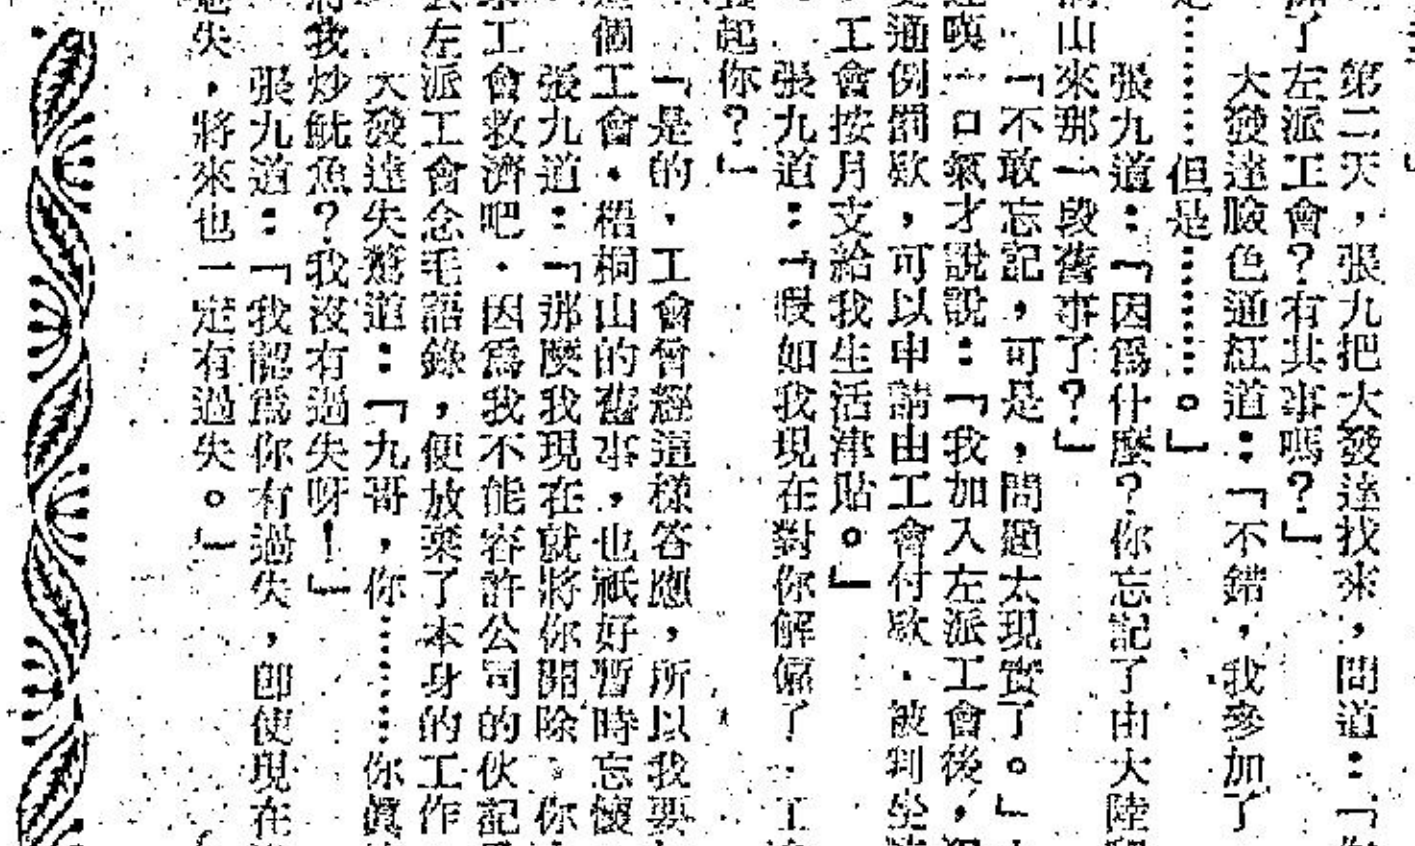 第二天，張九把大發達找來，問道：「你
了左派工會？有其事嗎？」
大發達臉色通紅道：「不錯，我參加了
是………但是………。」
張九道：「因爲什麼？你忘記了由大陸
山來那一段舊事了？」
「不敢忘記，可是，問題太現實了。」
嘆一口氣才說說：「我加入左派工會後，
通例罰欵，可以申請由工會付欵，被判坐
工會按月支給我生活津貼。」
張九道：「假如我現在對你解僱了，工
起你？」
「是的，工會曾經這樣答應，所以我要
個工會，梧桐山的舊事，也祇好暫時忘懷
張九道：「那麼我現在就將你開除。你
工會救濟吧，因爲我不能容許公司的伙記
左派工會念毛語錄，便放棄了本身的工作
大發達失驚道：「九哥，你………你眞
我炒魷魚？我沒有過失呀！」
張九道：「我認爲你有過失，卽使現在
失，將來也一定有過失。」